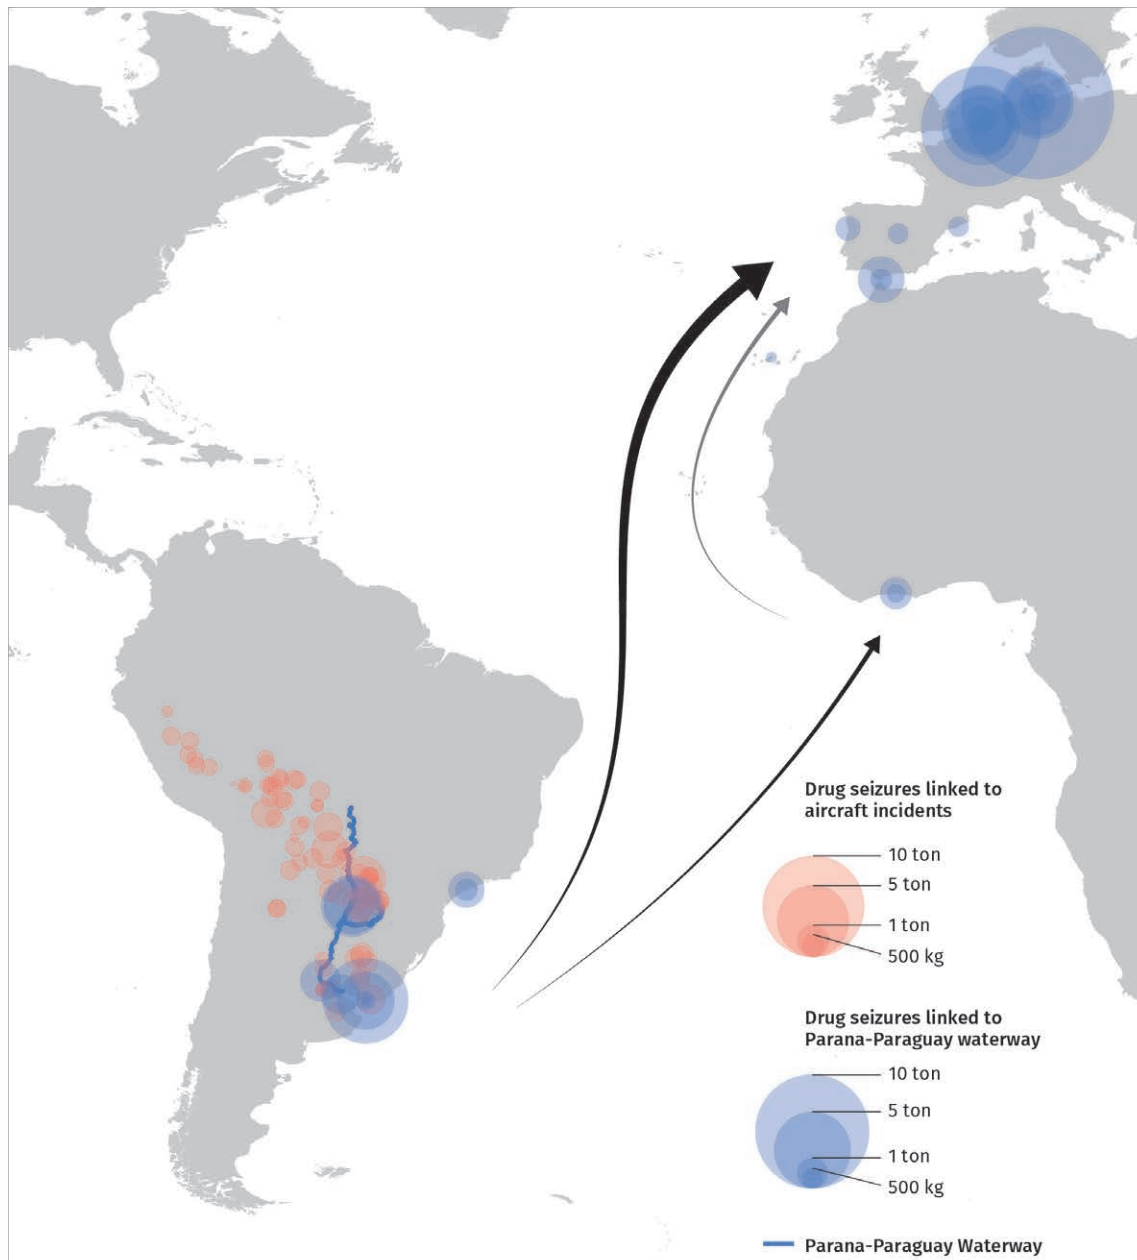 Drug seizures linked to
aircraft incidents
10 ton
5 ton
1 ton
500 kg
Drug seizures linked to
Parana-Paraguay waterway
10 ton
5 ton
1 ton
500 kg
Parana-Paraguay Waterway